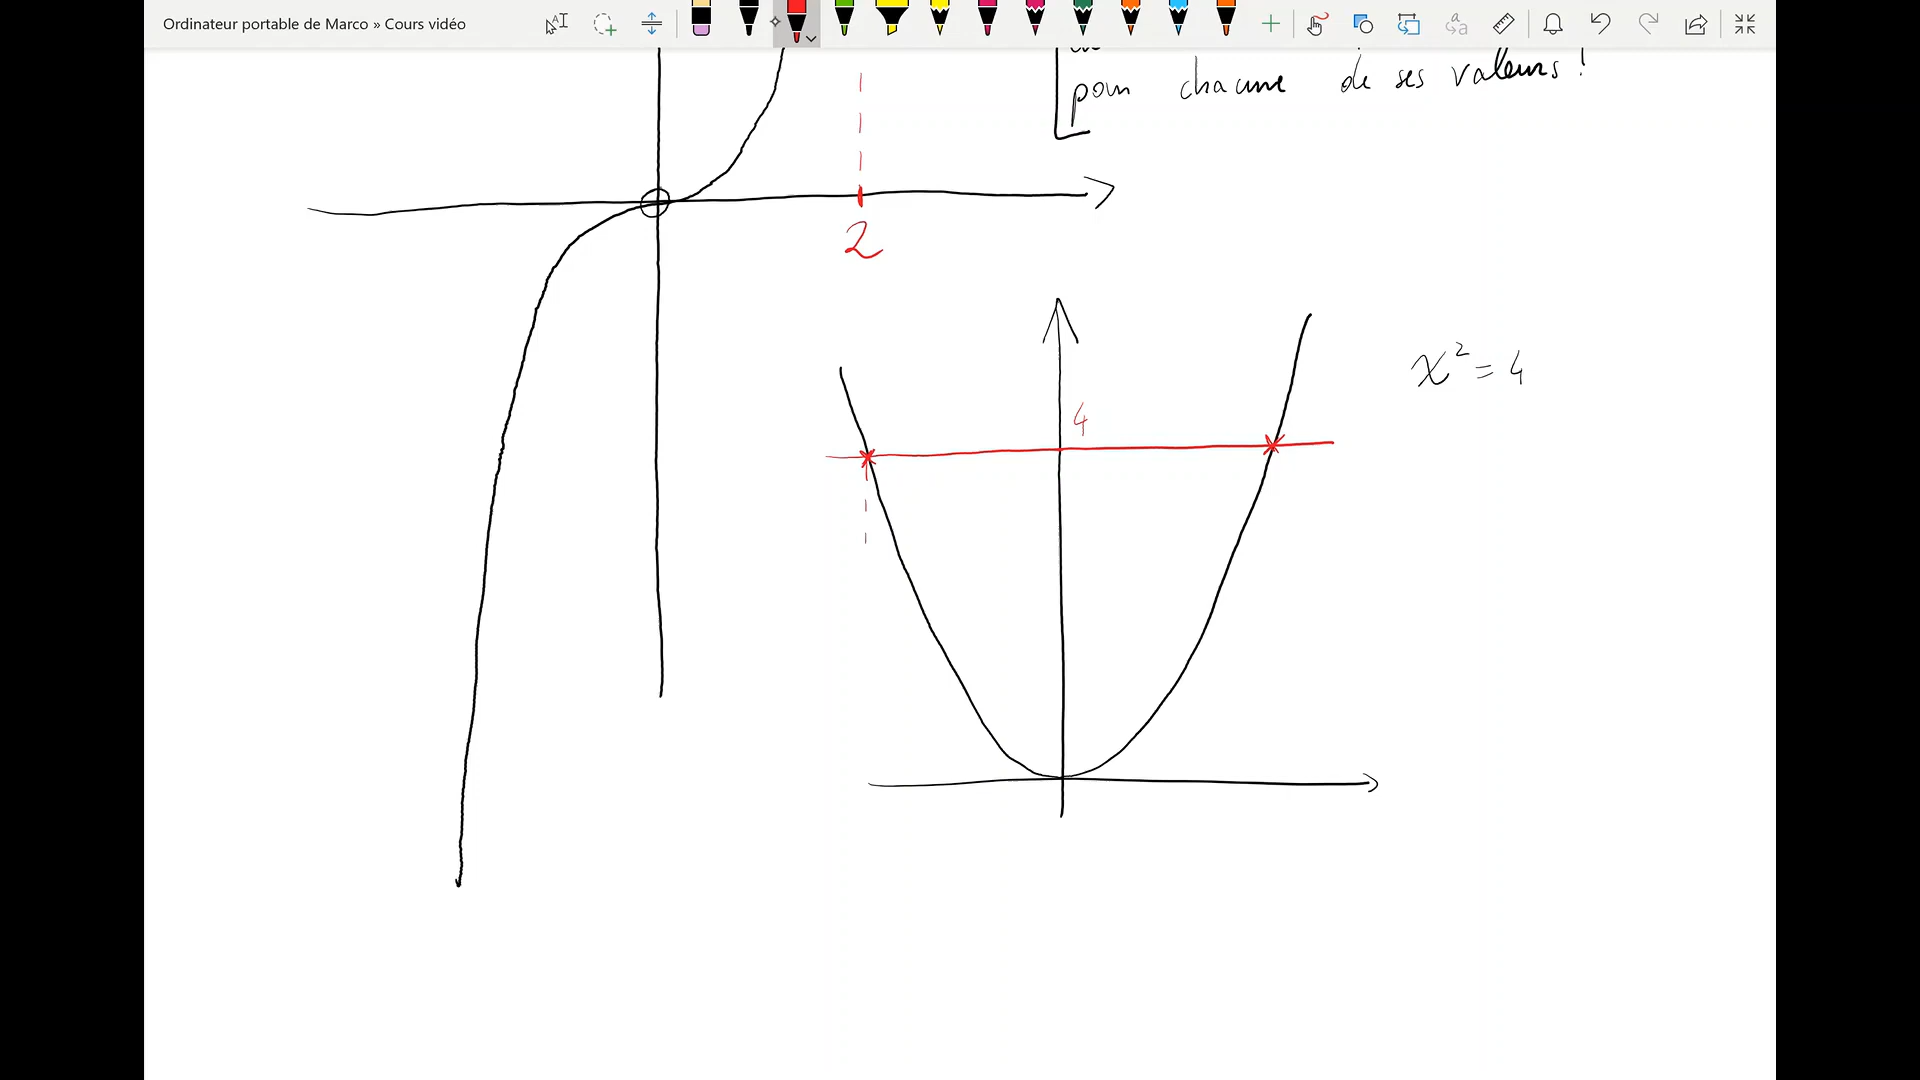 Ordinateur portable de Marco » Cours vidéo
pour chacune de ses valeurs !
2
x² = 4
4